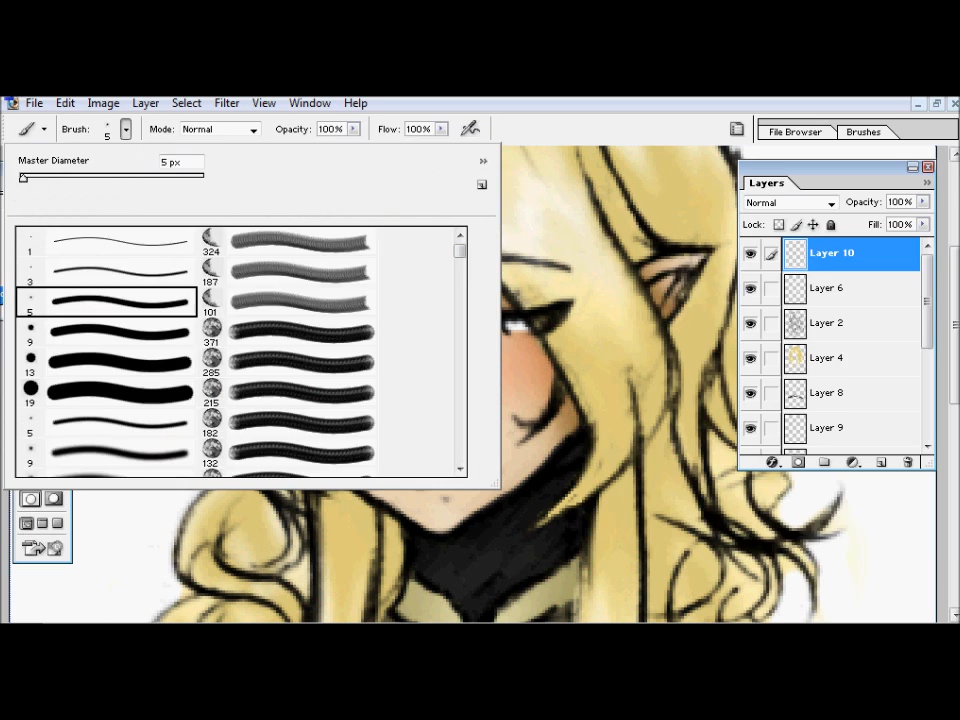 File Edit Image Layer Select Filter View Window Help
Brush: 5 Mode: Normal Opacity: 100% Flow: 100% File Browser Brushes
Master Diameter 5 px
Layers
Normal Opacity: 100%
Lock: Fill: 100%
1 324
3 187
5 101
9 371
13 285
19 215
5 182
9 132
Layer 10
Layer 6
Layer 2
Layer 4
Layer 8
Layer 9